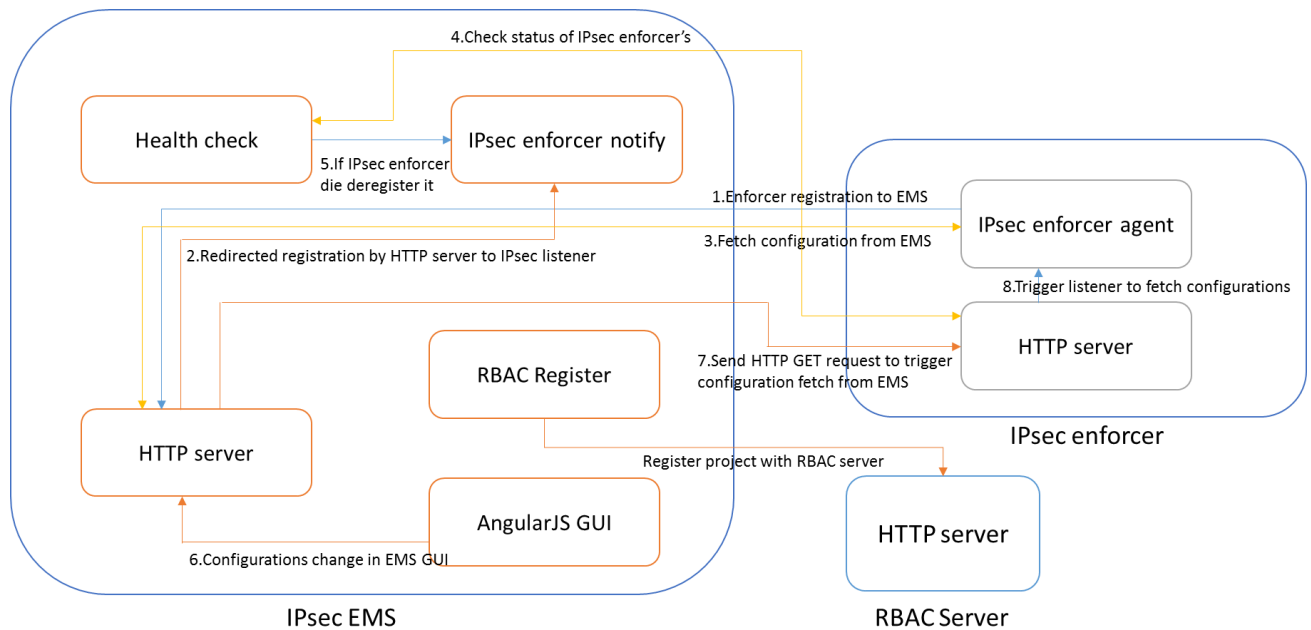 4.Check status of IPsec enforcer's
Health check
IPsec enforcer notify
5.If IPsec enforcer
die deregister it
1.Enforcer registration to EMS
IPsec enforcer agent
2.Redirected registration by HTTP server to IPsec listener
3.Fetch configuration from EMS
8.Trigger listener to fetch configurations
HTTP server
RBAC Register
7.Send HTTP GET request to trigger
configuration fetch from EMS
IPsec enforcer
HTTP server
Register project with RBAC server
AngularJS GUI
HTTP server
6.Configurations change in EMS GUI
IPsec EMS
RBAC Server